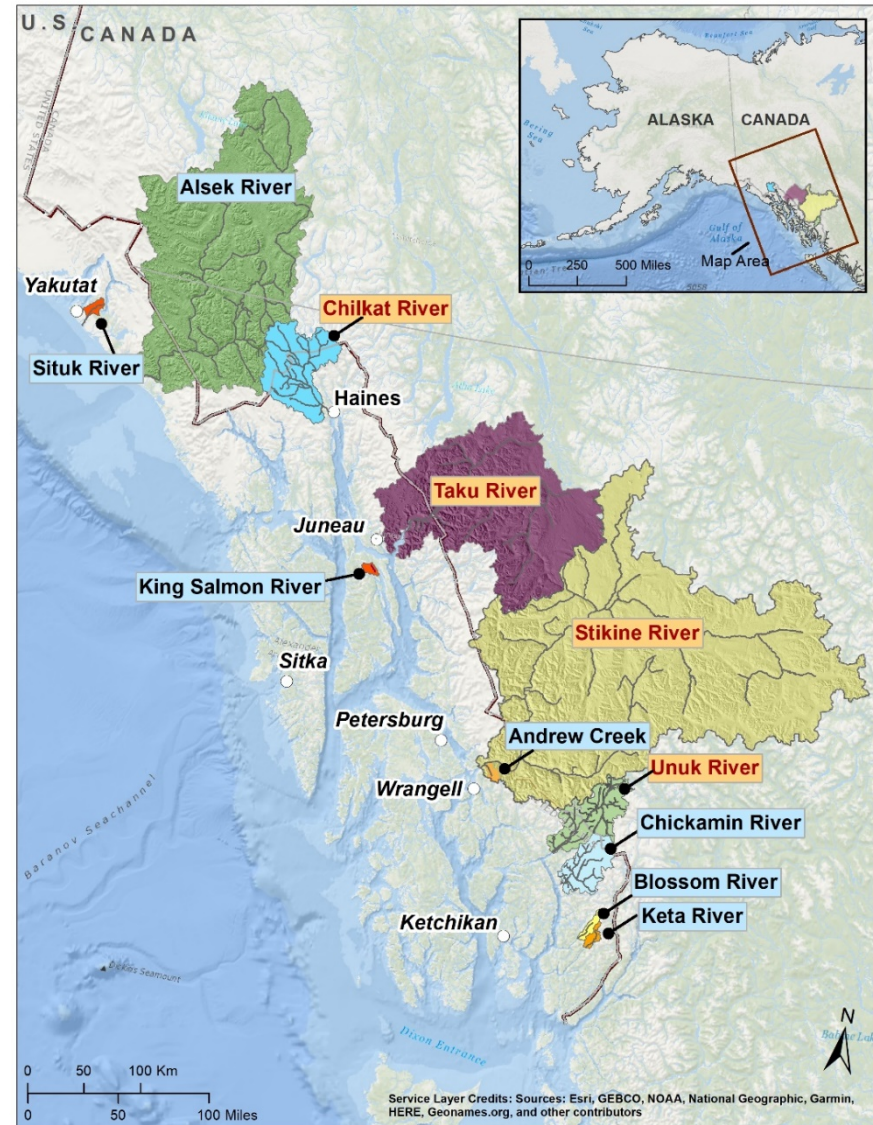 U.S.
CANADA
UNITED STATES
CANADA
Alsek River
Yakutat
Situk River
Chilkat River
Haines
Taku River
Juneau
King Salmon River
Stikine River
Sitka
Petersburg
Andrew Creek
Unuk River
Wrangell
Chickamin River
Blossom River
Keta River
Ketchikan
Baranov Seachannel
Dixon Entrance
N
0 50 100 Km
0 50 100 Miles
Service Layer Credits: Sources: Esri, GEBCO, NOAA, National Geographic, Garmin,
HERE, Geonames.org, and other contributors
Bering
Sea
ALASKA
CANADA
Gulf of
Alaska
Map Area
0 250 500 Miles